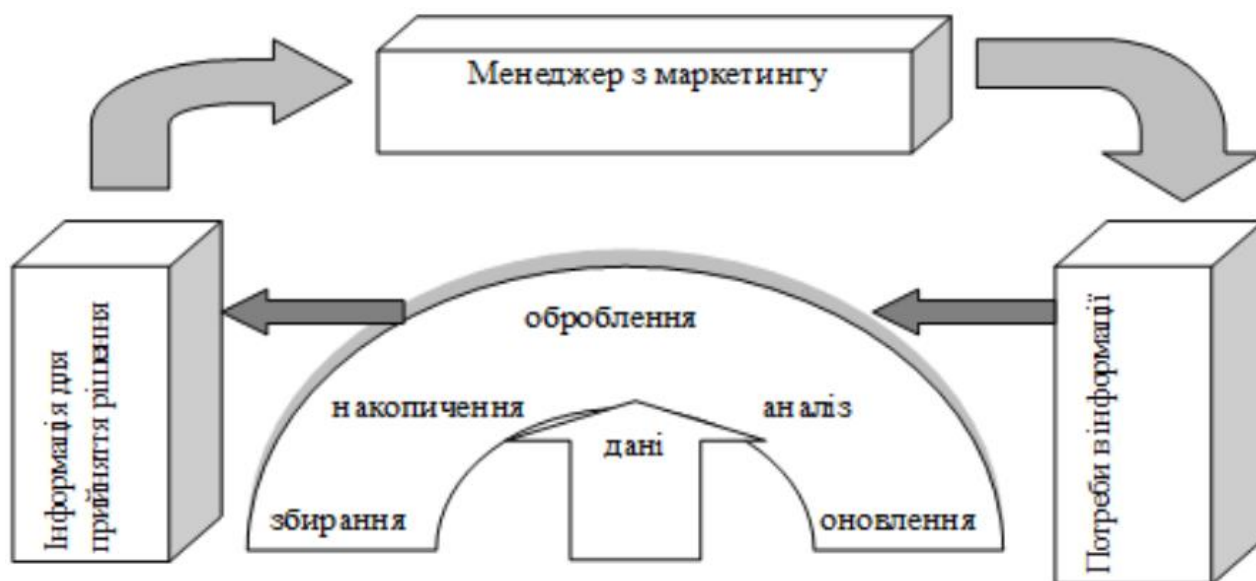 Менеджер з маркетингу
Інформація для
прийняття рішення
оброблення
накопичення
аналіз
дані
збирання
оновлення
Потреби в інформації